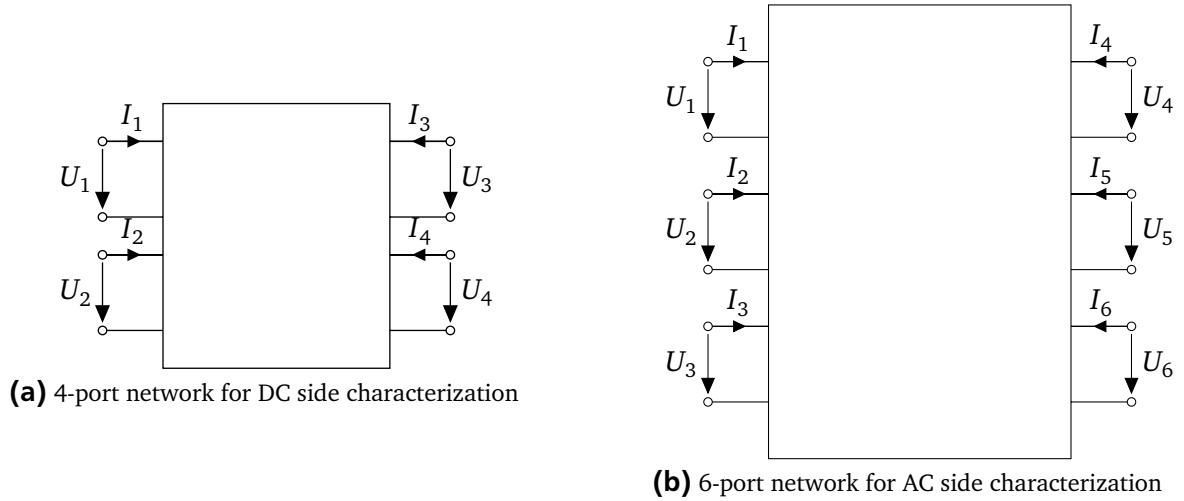 I1
I3
U1
U3
I2
I4
U2
U4
(a) 4-port network for DC side characterization
I1
I4
U1
U4
I2
I5
U2
U5
I3
I6
U3
U6
(b) 6-port network for AC side characterization